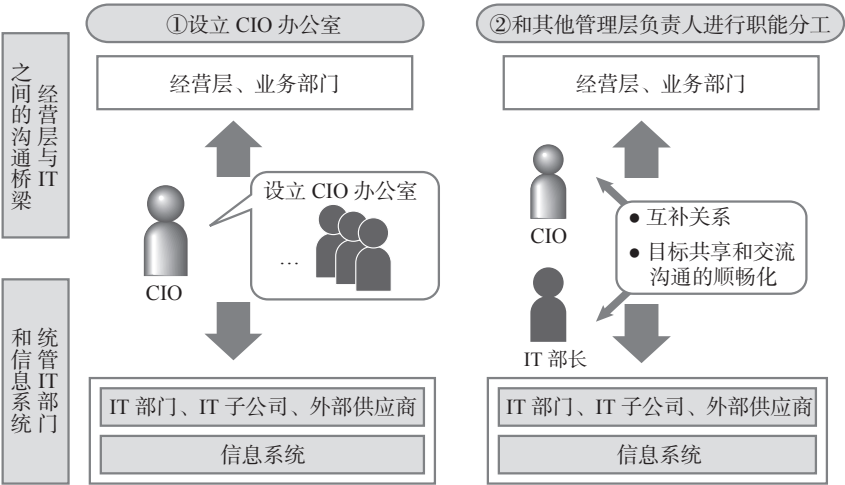 ①设立 CIO 办公室
②和其他管理层负责人进行职能分工
经营层与IT
之间的沟通桥梁
经营层、业务部门
设立 CIO 办公室
…
CIO
经营层、业务部门
CIO
● 互补关系
● 目标共享和交流
沟通的顺畅化
IT 部长
统管IT部门
和信息系统
IT 部门、IT 子公司、外部供应商
信息系统
IT 部门、IT 子公司、外部供应商
信息系统